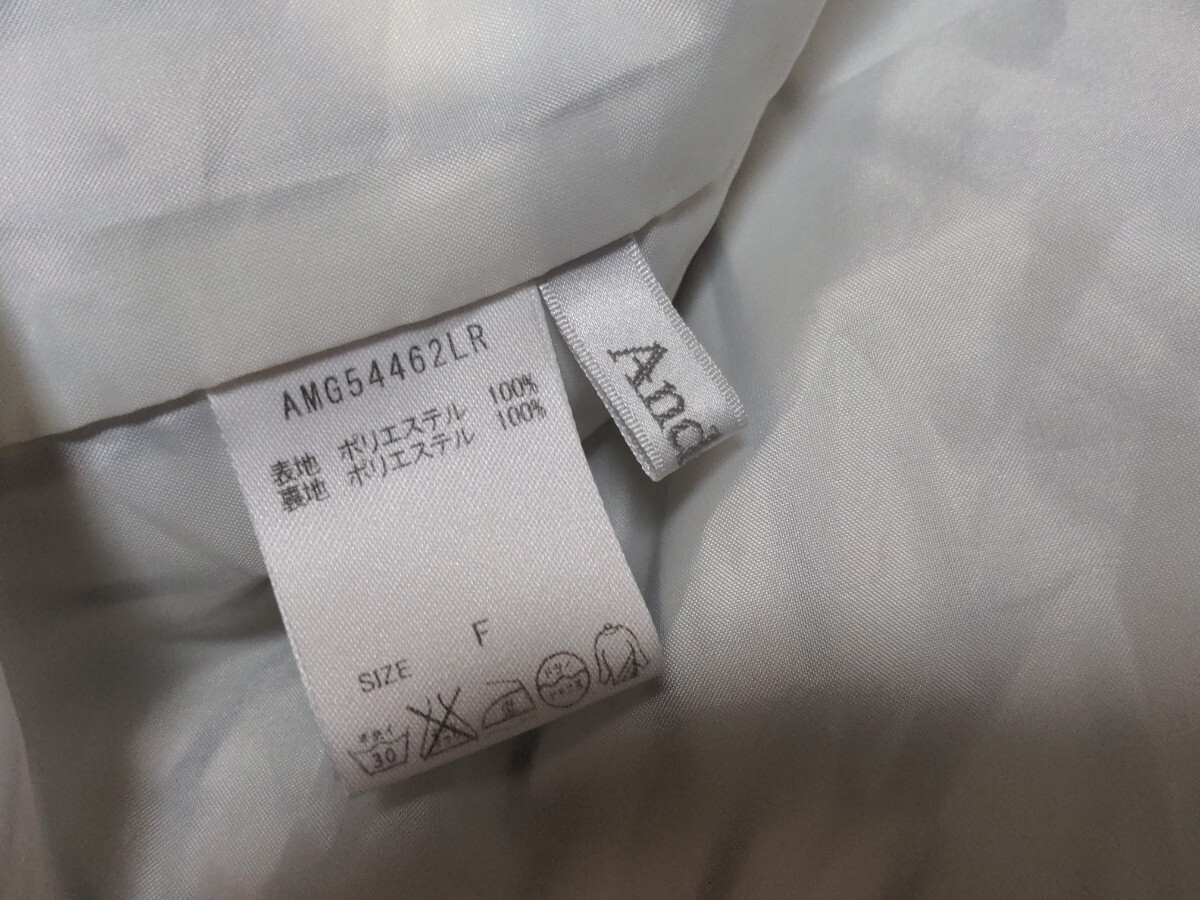 AMG54462LR
表地 ポリエステル 100%
裏地 ポリエステル 100%
SIZE F
30
And